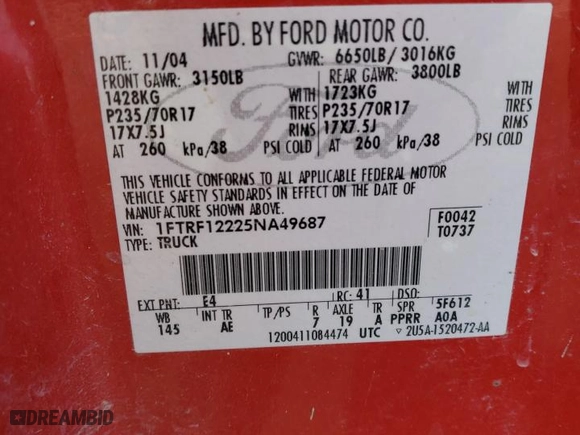 MFD. BY FORD MOTOR CO.
DATE: 11/04 GVWR: 6650LB/ 3016KG
FRONT GAWR: 3150LB REAR GAWR: 3800LB
1428KG WITH 1723KG WITH
P235/70R17 TIRES P235/70R17 TIRES
17X7.5J RIMS 17X7.5J RIMS
AT 260 kPa/38 PSI COLD AT 260 kPa/38 PSI COLD
Ford
THIS VEHICLE CONFORMS TO ALL APPLICABLE FEDERAL MOTOR
VEHICLE SAFETY STANDARDS IN EFFECT ON THE DATE OF
MANUFACTURE SHOWN ABOVE.
VIN: 1FTRF12225NA49687 F0042
TYPE: TRUCK T0737
EXT PNT: E4 RC: 41 DSO:
WB INT TR TP/PS R AXLE TR SPR 5F612
145 AE 7 19 A PPRR A0A
1200411084474 UTC 2U5A-1520472-AA
DREAMBID